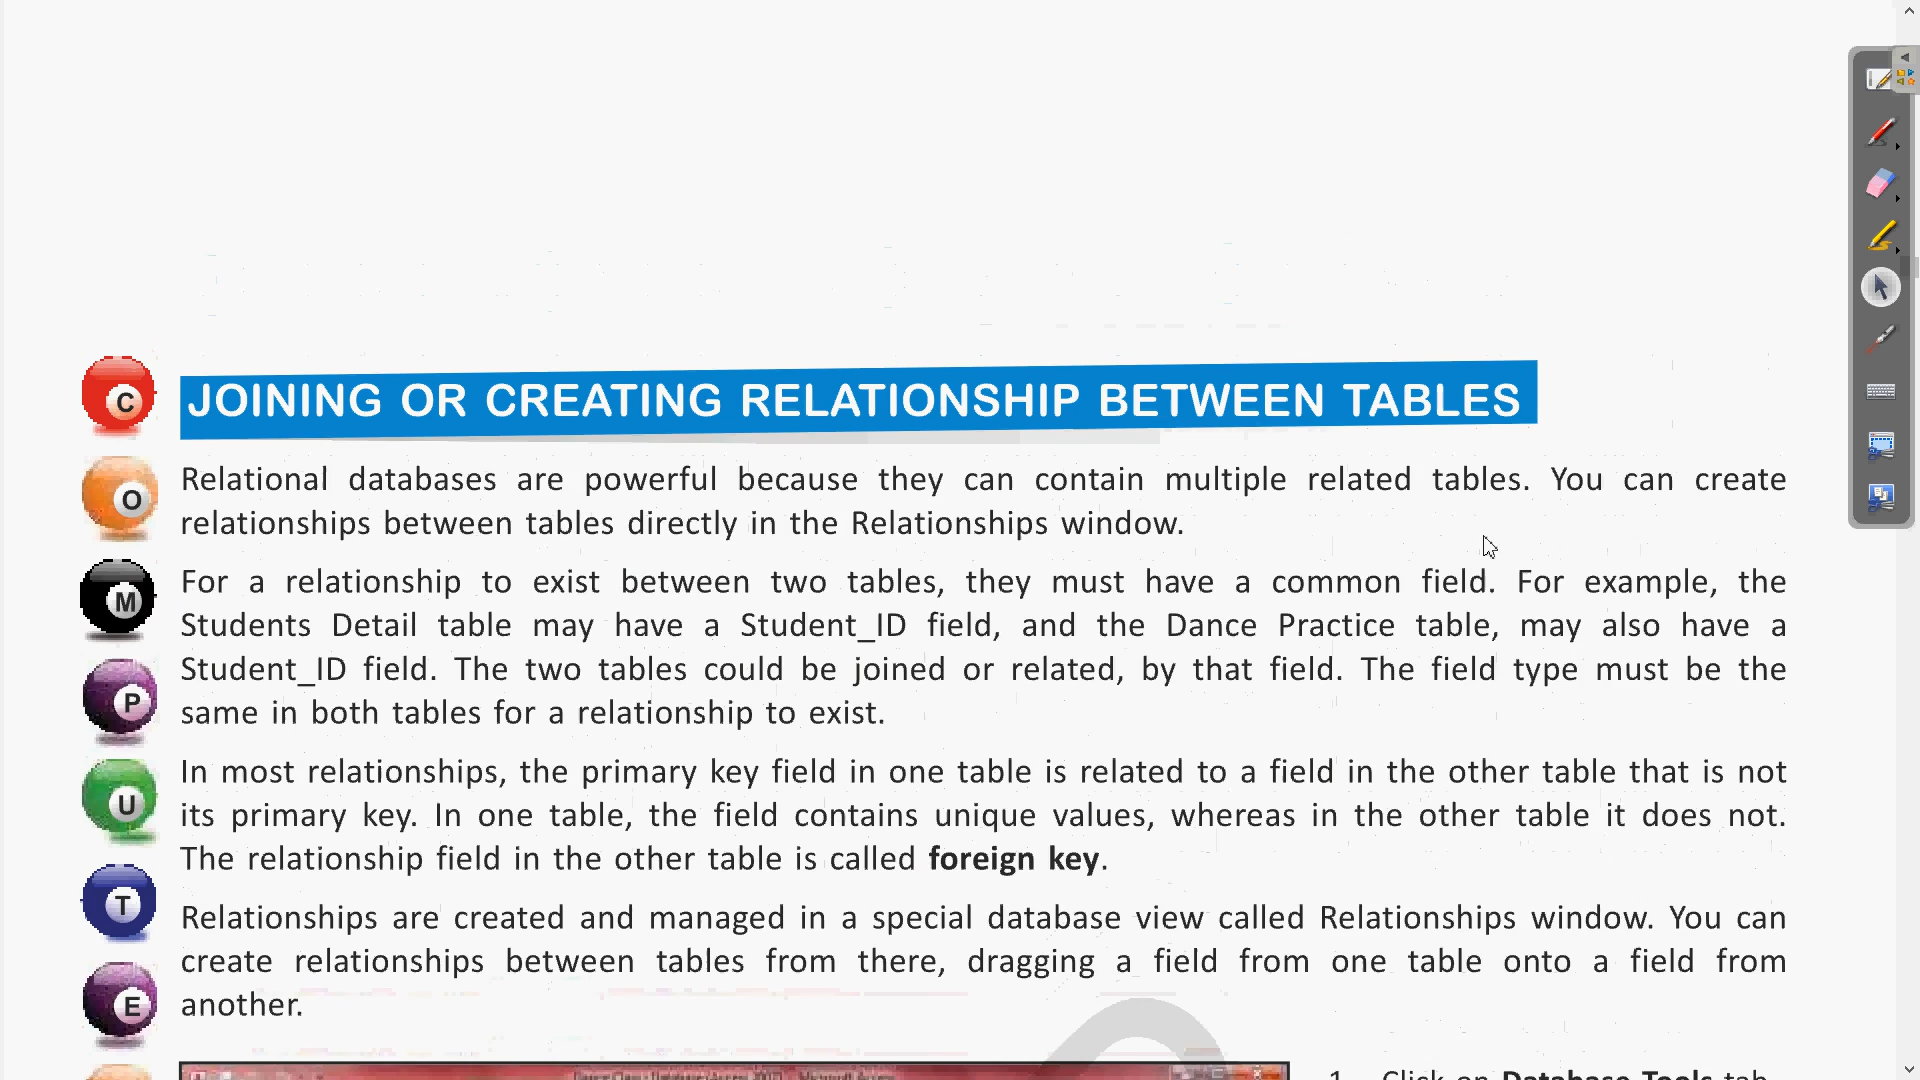 JOINING OR CREATING RELATIONSHIP BETWEEN TABLES
Relational databases are powerful because they can contain multiple related tables. You can create
relationships between tables directly in the Relationships window.
For a relationship to exist between two tables, they must have a common field. For example, the
Students Detail table may have a Student_ID field, and the Dance Practice table, may also have a
Student_ID field. The two tables could be joined or related, by that field. The field type must be the
same in both tables for a relationship to exist.
In most relationships, the primary key field in one table is related to a field in the other table that is not
its primary key. In one table, the field contains unique values, whereas in the other table it does not.
The relationship field in the other table is called foreign key.
Relationships are created and managed in a special database view called Relationships window. You can
create relationships between tables from there, dragging a field from one table onto a field from
another.
C
O
M
P
U
T
E
1. Click on Database Tools tab